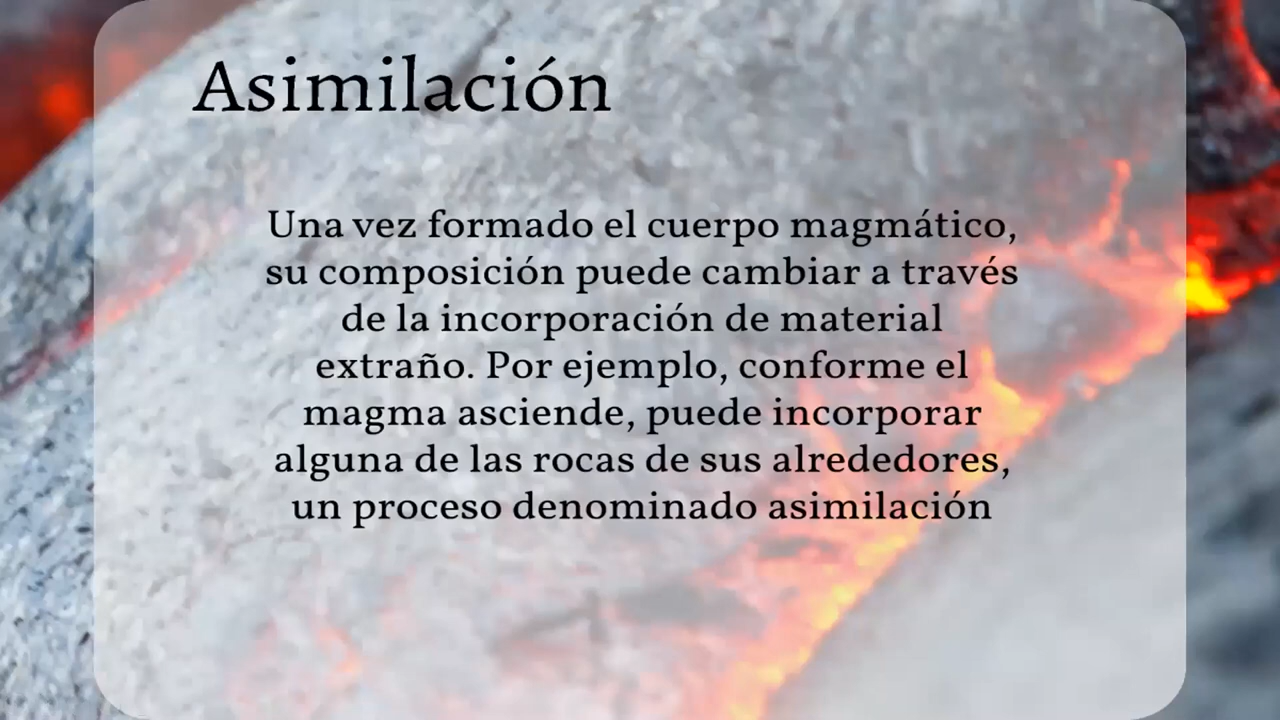 Asimilación
Una vez formado el cuerpo magmático,
su composición puede cambiar a través
de la incorporación de material
extraño. Por ejemplo, conforme el
magma asciende, puede incorporar
alguna de las rocas de sus alrededores,
un proceso denominado asimilación